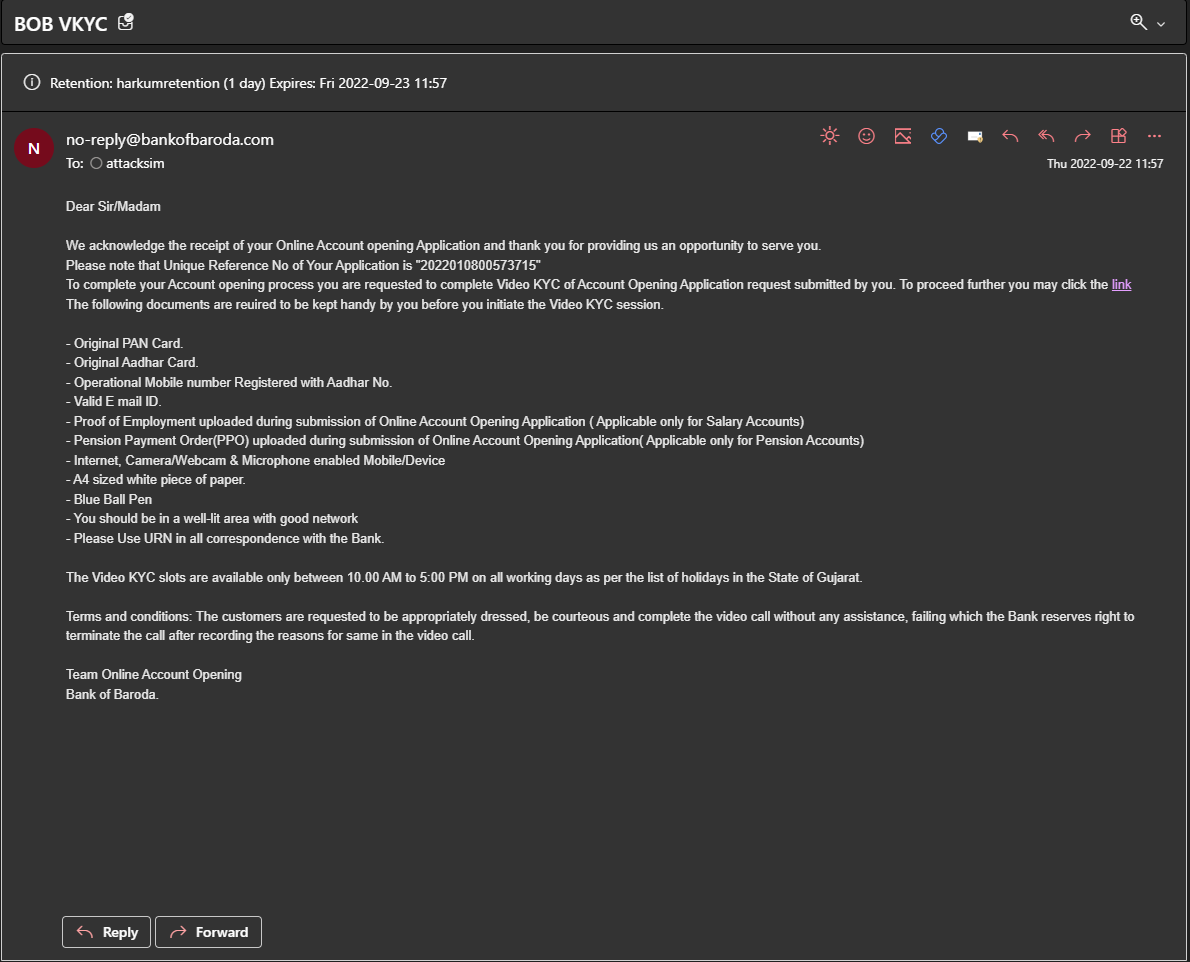 BOB VKYC
Retention: harkumretention (1 day) Expires: Fri 2022-09-23 11:57
N
no-reply@bankofbaroda.com
To: attacksim
Thu 2022-09-22 11:57
Dear Sir/Madam
We acknowledge the receipt of your Online Account opening Application and thank you for providing us an opportunity to serve you.
Please note that Unique Reference No of Your Application is "2022010800573715"
To complete your Account opening process you are requested to complete Video KYC of Account Opening Application request submitted by you. To proceed further you may click the link
The following documents are reuired to be kept handy by you before you initiate the Video KYC session.
- Original PAN Card.
- Original Aadhar Card.
- Operational Mobile number Registered with Aadhar No.
- Valid E mail ID.
- Proof of Employment uploaded during submission of Online Account Opening Application ( Applicable only for Salary Accounts)
- Pension Payment Order(PPO) uploaded during submission of Online Account Opening Application( Applicable only for Pension Accounts)
- Internet, Camera/Webcam & Microphone enabled Mobile/Device
- A4 sized white piece of paper.
- Blue Ball Pen
- You should be in a well-lit area with good network
- Please Use URN in all correspondence with the Bank.
The Video KYC slots are available only between 10.00 AM to 5:00 PM on all working days as per the list of holidays in the State of Gujarat.
Terms and conditions: The customers are requested to be appropriately dressed, be courteous and complete the video call without any assistance, failing which the Bank reserves right to
terminate the call after recording the reasons for same in the video call.
Team Online Account Opening
Bank of Baroda.
Reply
Forward